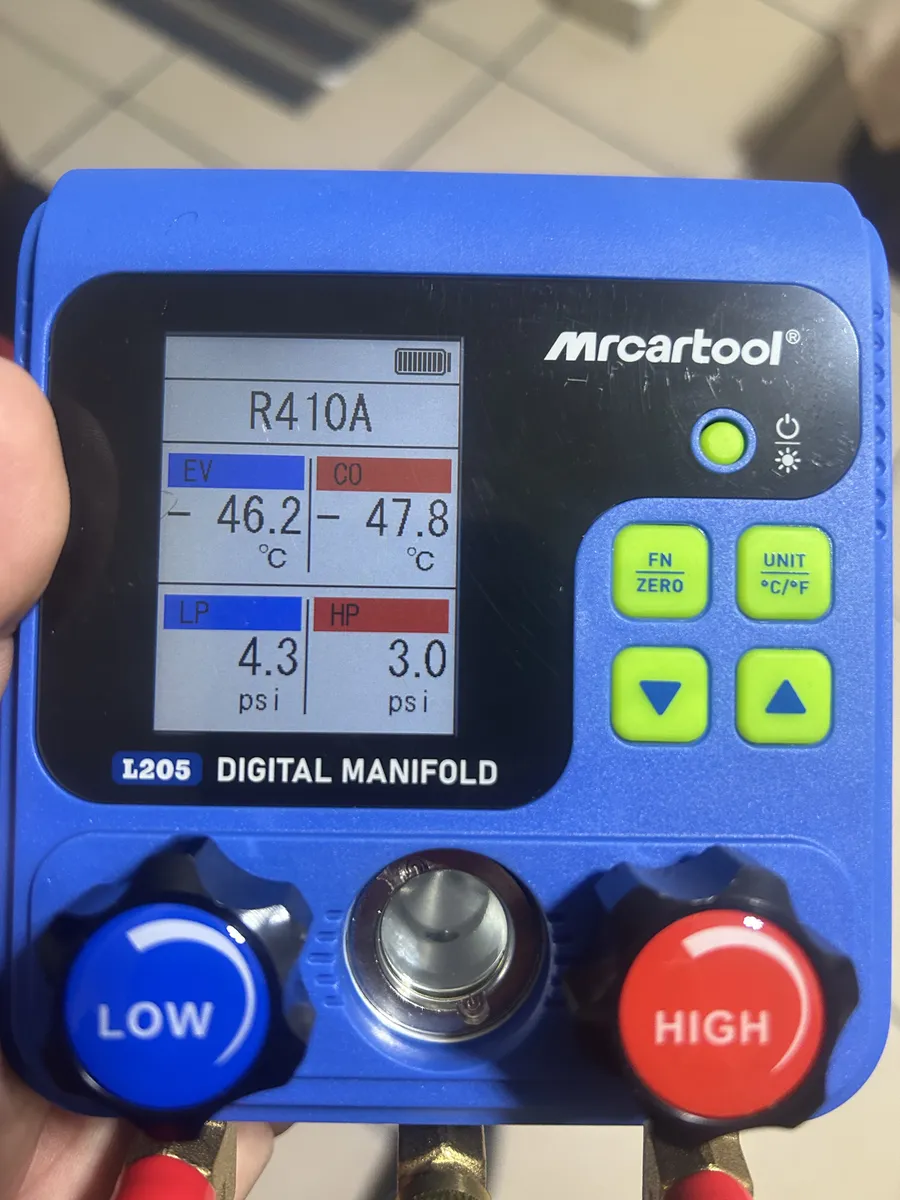 Mrcartool®
R410A
EV CO
- 46.2 - 47.8
°C °C
LP HP
4.3 3.0
psi psi
FN UNIT
ZERO °C/°F
L205 DIGITAL MANIFOLD
LOW HIGH